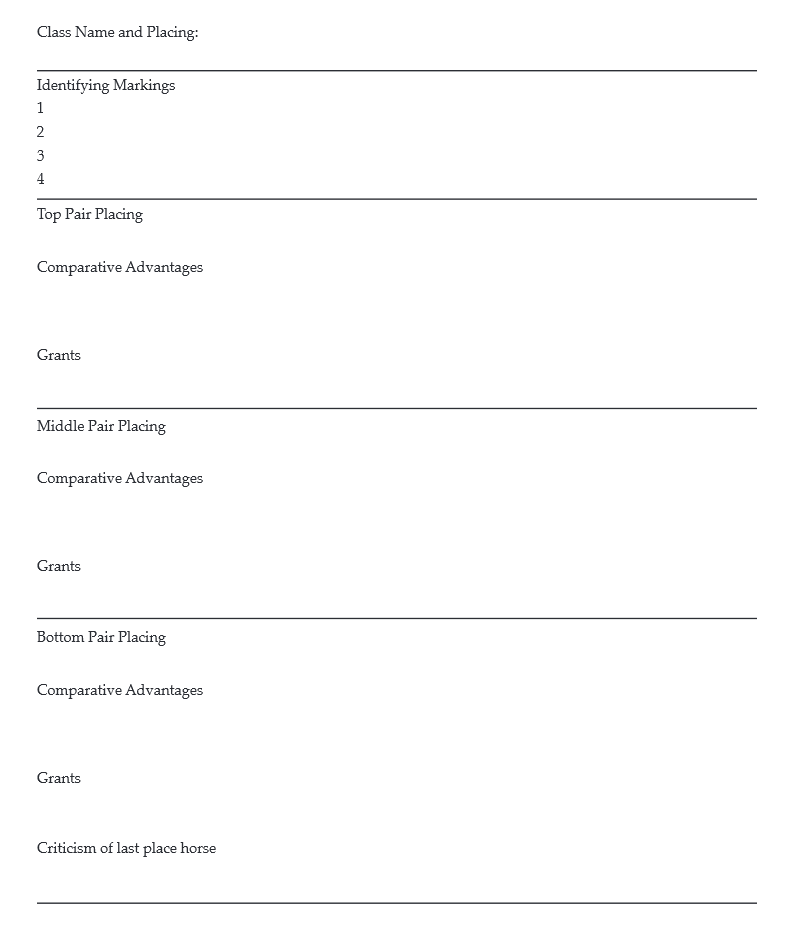 Class Name and Placing:
Identifying Markings
1
2
3
4
Top Pair Placing
Comparative Advantages
Grants
Middle Pair Placing
Comparative Advantages
Grants
Bottom Pair Placing
Comparative Advantages
Grants
Criticism of last place horse